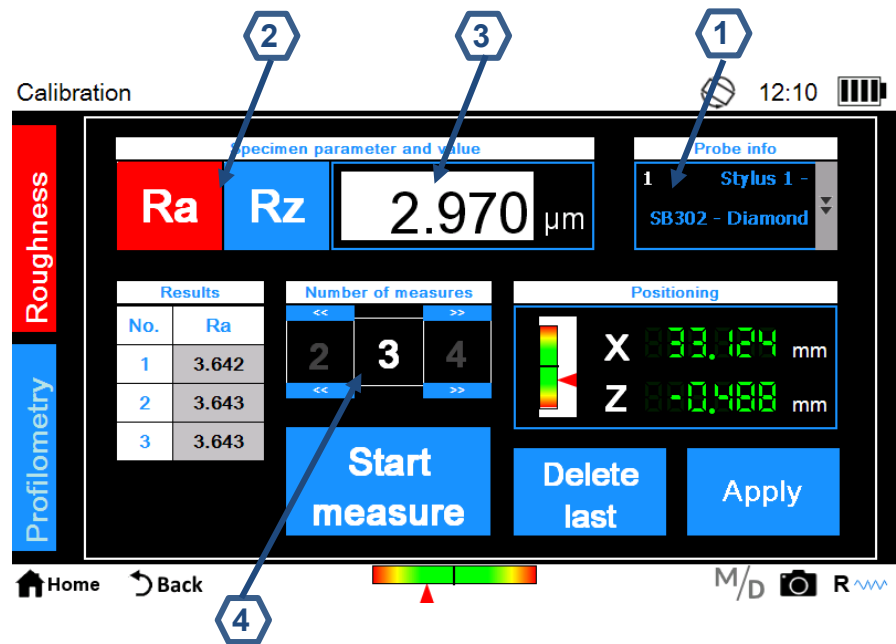 2
3
1
Calibration
12:10
Specimen parameter and value
Probe info
Ra
Rz
2.970 µm
1 Stylus 1 -
SB302 - Diamond
Roughness
Profilometry
Results
No. Ra
1 3.642
2 3.643
3 3.643
Number of measures
<< >>
2 3 4
<< >>
Positioning
X 33.124 mm
Z -0.488 mm
Start
measure
Delete
last
Apply
Home
Back
M/D
R
4